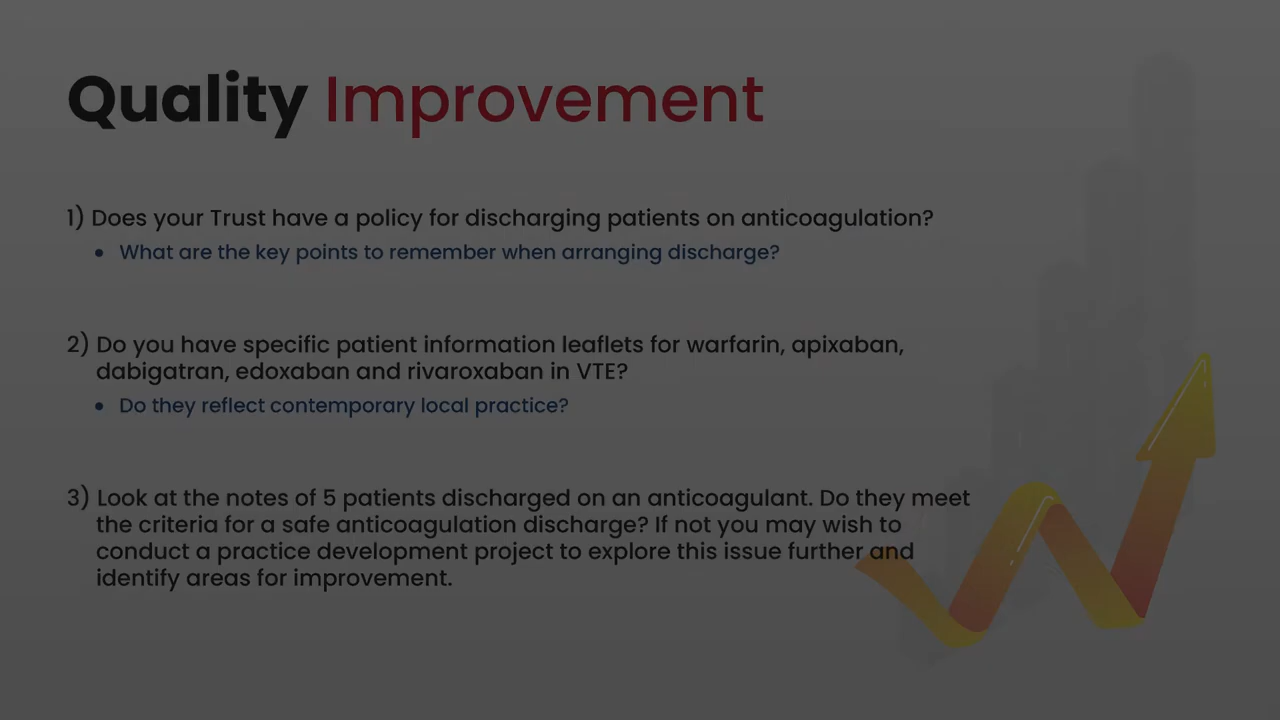 Quality Improvement
1) Does your Trust have a policy for discharging patients on anticoagulation?
• What are the key points to remember when arranging discharge?
2) Do you have specific patient information leaflets for warfarin, apixaban,
dabigatran, edoxaban and rivaroxaban in VTE?
• Do they reflect contemporary local practice?
3) Look at the notes of 5 patients discharged on an anticoagulant. Do they meet
the criteria for a safe anticoagulation discharge? If not you may wish to
conduct a practice development project to explore this issue further and
identify areas for improvement.